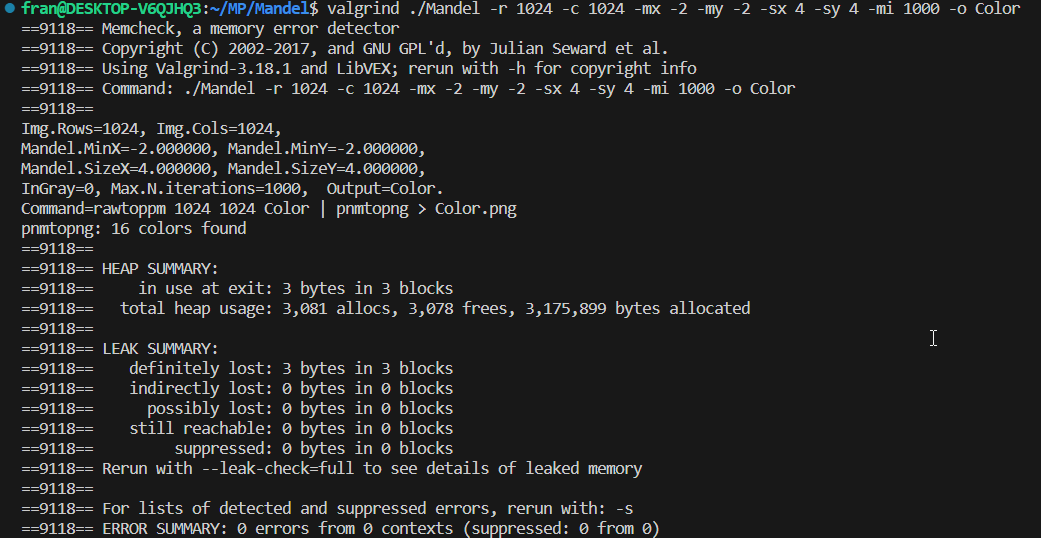 fran@DESKTOP-V6QJHQ3:~/MP/Mandel$ valgrind ./Mandel -r 1024 -c 1024 -mx -2 -my -2 -sx 4 -sy 4 -mi 1000 -o Color
==9118== Memcheck, a memory error detector
==9118== Copyright (C) 2002-2017, and GNU GPL'd, by Julian Seward et al.
==9118== Using Valgrind-3.18.1 and LibVEX; rerun with -h for copyright info
==9118== Command: ./Mandel -r 1024 -c 1024 -mx -2 -my -2 -sx 4 -sy 4 -mi 1000 -o Color
==9118==
Img.Rows=1024, Img.Cols=1024,
Mandel.MinX=-2.000000, Mandel.MinY=-2.000000,
Mandel.SizeX=4.000000, Mandel.SizeY=4.000000,
InGray=0, Max.N.iterations=1000,  Output=Color.
Command=rawtoppm 1024 1024 Color | pnmtopng > Color.png
pnmtopng: 16 colors found
==9118==
==9118== HEAP SUMMARY:
==9118==     in use at exit: 3 bytes in 3 blocks
==9118==   total heap usage: 3,081 allocs, 3,078 frees, 3,175,899 bytes allocated
==9118==
==9118== LEAK SUMMARY:
==9118==    definitely lost: 3 bytes in 3 blocks
==9118==    indirectly lost: 0 bytes in 0 blocks
==9118==      possibly lost: 0 bytes in 0 blocks
==9118==    still reachable: 0 bytes in 0 blocks
==9118==         suppressed: 0 bytes in 0 blocks
==9118== Rerun with --leak-check=full to see details of leaked memory
==9118==
==9118== For lists of detected and suppressed errors, rerun with: -s
==9118== ERROR SUMMARY: 0 errors from 0 contexts (suppressed: 0 from 0)